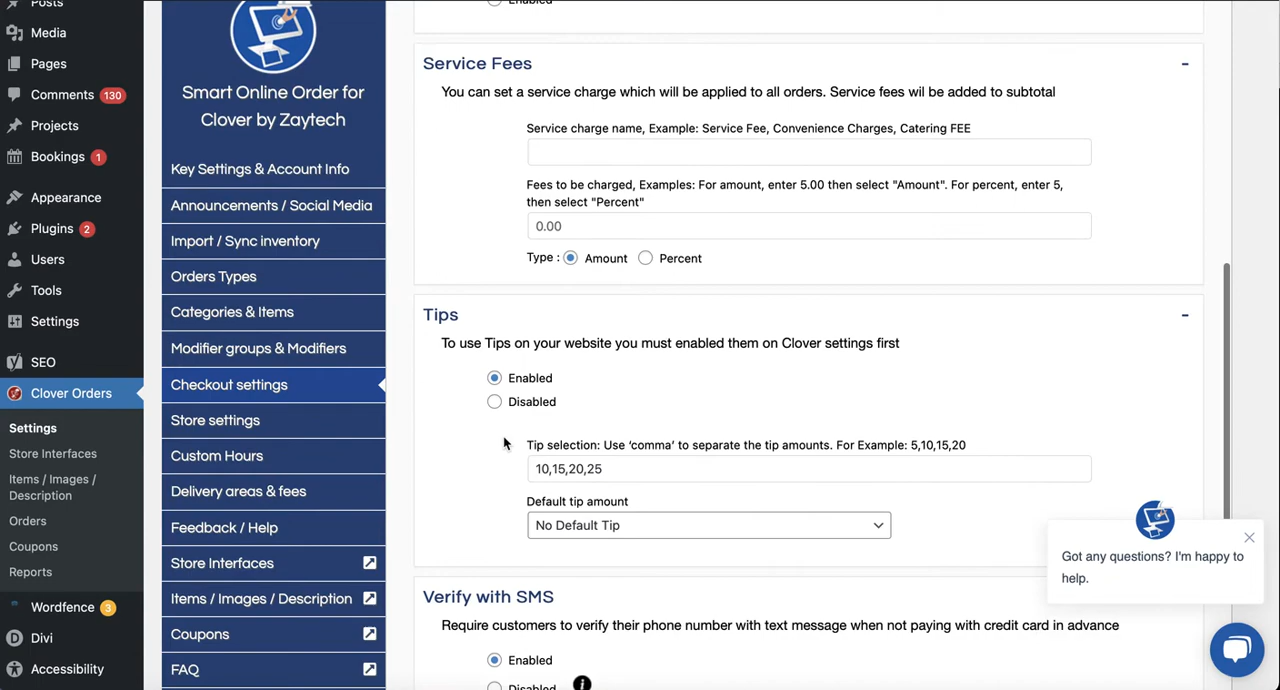 Posts
Media
Pages
Comments 130
Projects
Bookings 1
Appearance
Plugins 2
Users
Tools
Settings
SEO
Clover Orders
Settings
Store Interfaces
Items / Images /
Description
Orders
Coupons
Reports
Wordfence 3
Divi
Accessibility
Smart Online Order for
Clover by Zaytech
Key Settings & Account Info
Announcements / Social Media
Import / Sync inventory
Orders Types
Categories & Items
Modifier groups & Modifiers
Checkout settings
Store settings
Custom Hours
Delivery areas & fees
Feedback / Help
Store Interfaces
Items / Images / Description
Coupons
FAQ
Enabled
Service Fees -
You can set a service charge which will be applied to all orders. Service fees wil be added to subtotal
Service charge name, Example: Service Fee, Convenience Charges, Catering FEE
Fees to be charged, Examples: For amount, enter 5.00 then select "Amount". For percent, enter 5,
then select "Percent"
0.00
Type : Amount Percent
Tips -
To use Tips on your website you must enabled them on Clover settings first
Enabled
Disabled
Tip selection: Use ‘comma’ to separate the tip amounts. For Example: 5,10,15,20
10,15,20,25
Default tip amount
No Default Tip
Verify with SMS
Require customers to verify their phone number with text message when not paying with credit card in advance
Enabled
Disabled i
Got any questions? I'm happy to
help.